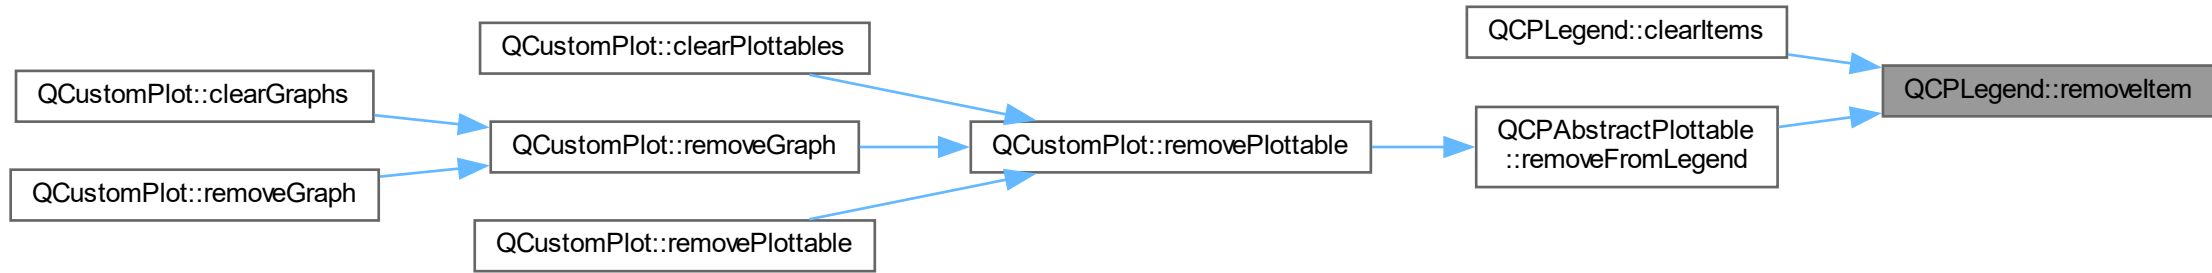 QCustomPlot::clearGraphs
QCustomPlot::removeGraph
QCustomPlot::clearPlottables
QCustomPlot::removeGraph
QCustomPlot::removePlottable
QCustomPlot::removePlottable
QCPLegend::clearItems
QCPAbstractPlottable
::removeFromLegend
QCPLegend::removeItem